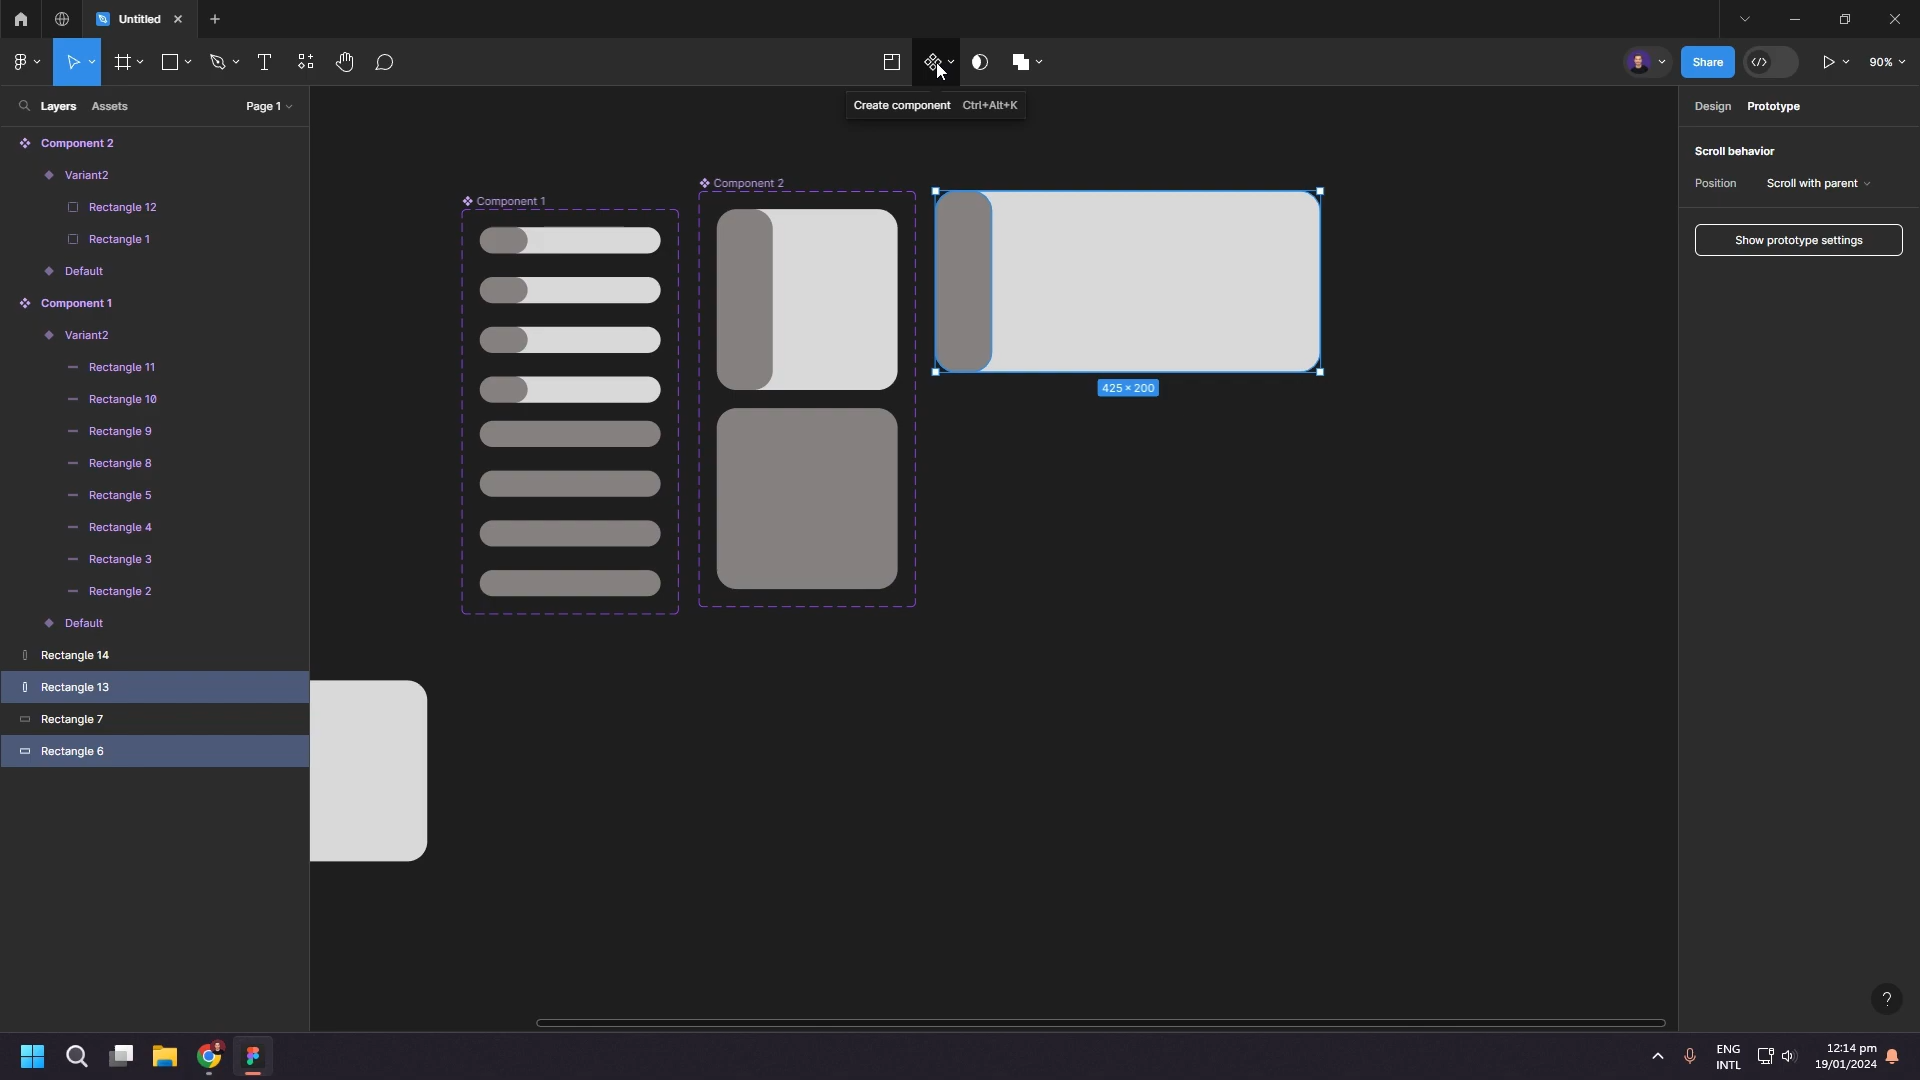 Untitled
Share
90%
Layers
Assets
Page 1
Create component
Ctrl+Alt+K
Design
Prototype
Component 2
Variant2
Rectangle 12
Rectangle 1
Default
Component 1
Variant2
Rectangle 11
Rectangle 10
Rectangle 9
Rectangle 8
Rectangle 5
Rectangle 4
Rectangle 3
Rectangle 2
Default
Rectangle 14
Rectangle 13
Rectangle 7
Rectangle 6
Component 1
Component 2
425 × 200
Scroll behavior
Position
Scroll with parent
Show prototype settings
?
ENG
INTL
12:14 pm
19/01/2024